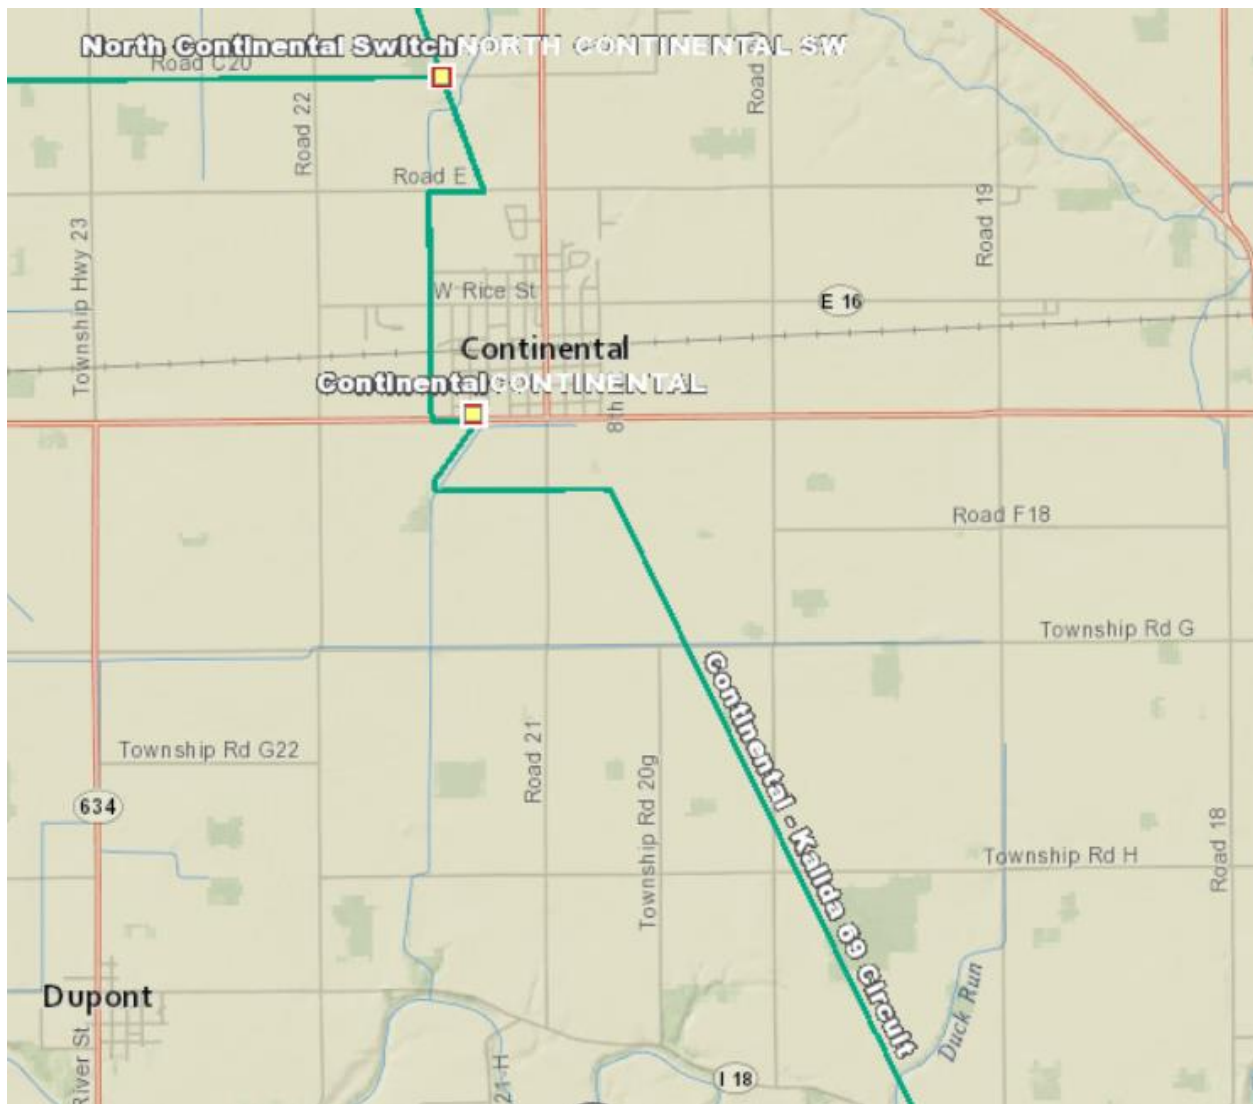 North Continental Switch NORTH CONTINENTAL SW
Road C20
Road 22
Road
Road E
Township Hwy 23
Road 19
W Rice St
E 16
Continental
Continental CONTINENTAL
8th
Road F18
Township Rd G
Continental - Kalida 69 Circuit
Township Rd G22
Road 21
Township Rd 20g
634
Road 18
Township Rd H
Dupont
Duck Run
River St
21-H
I 18